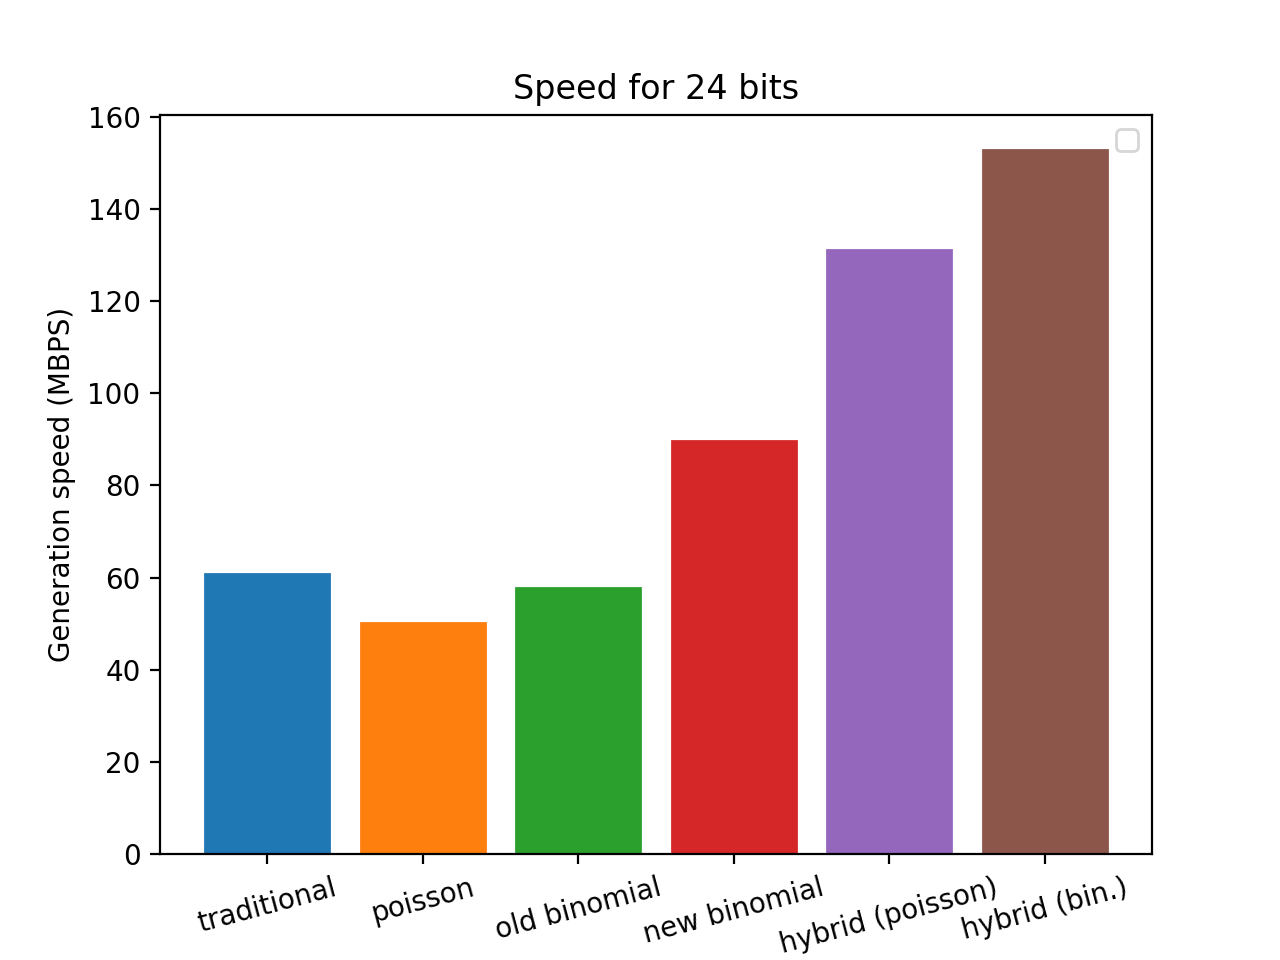 Speed for 24 bits
Generation speed (MBPS)
160
140
120
100
80
60
40
20
0
traditional
poisson
old binomial
new binomial
hybrid (poisson)
hybrid (bin.)